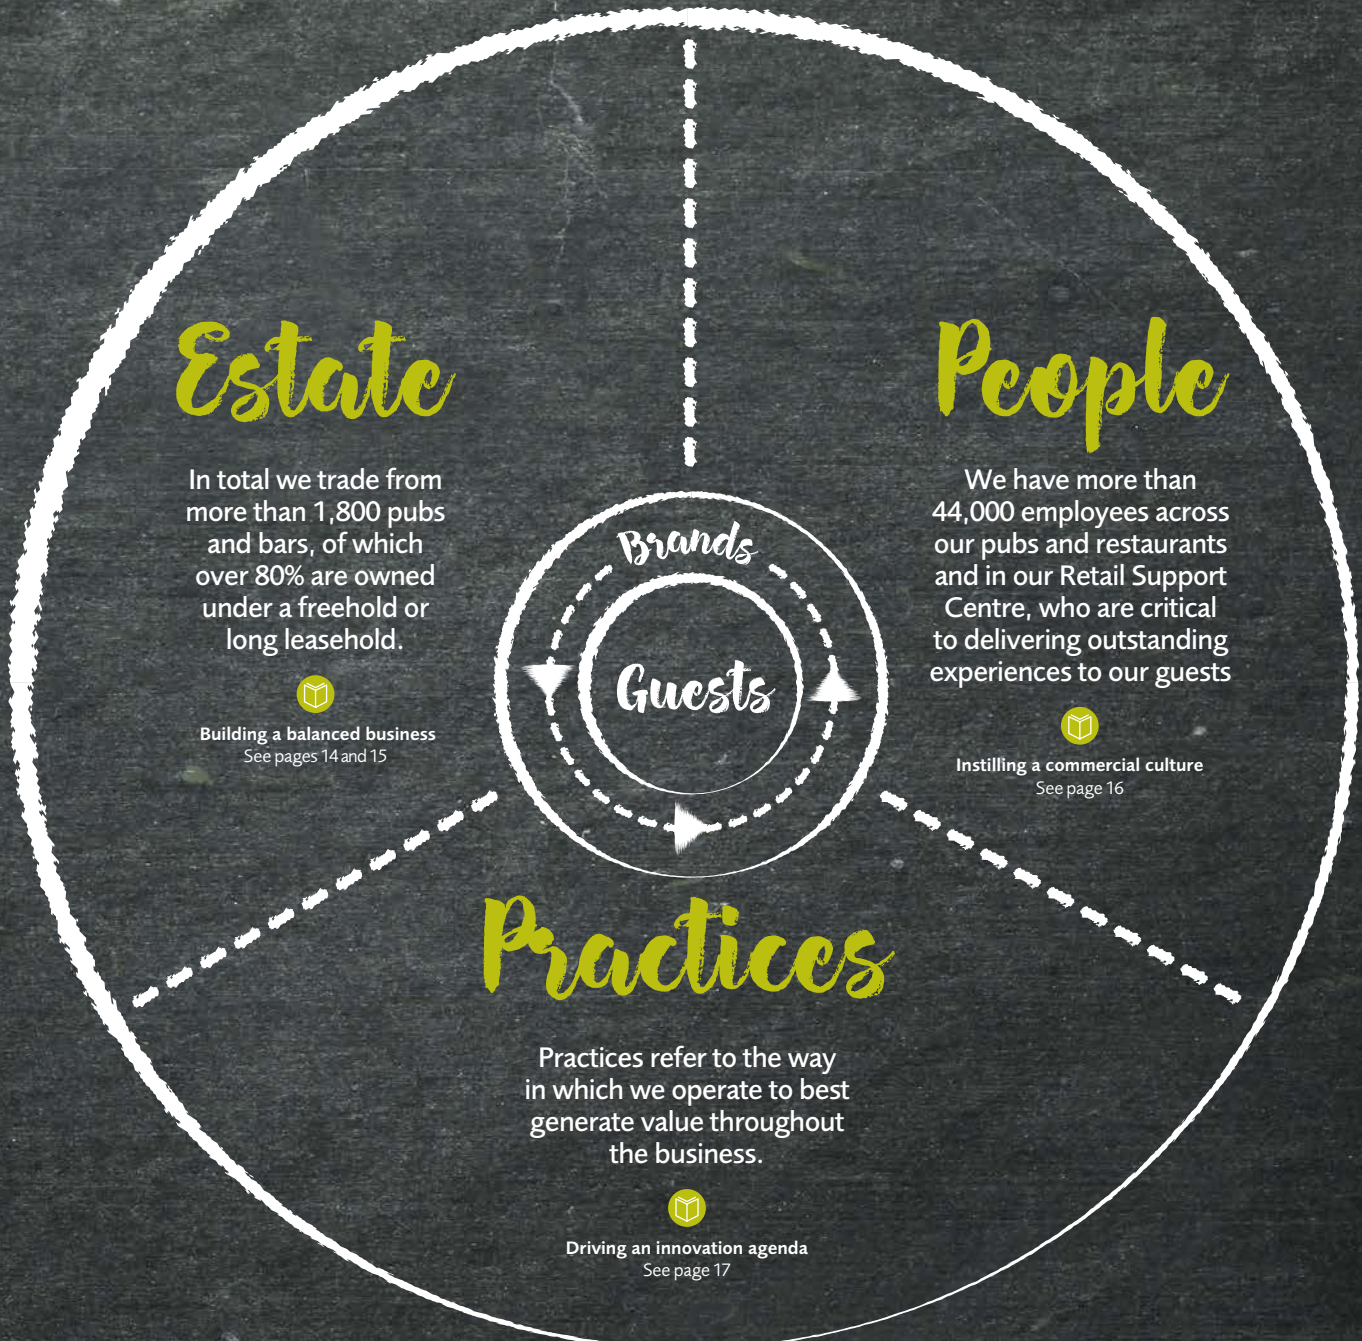 Estate
In total we trade from
more than 1,800 pubs
and bars, of which
over 80% are owned
under a freehold or
long leasehold.
Building a balanced business
See pages 14 and 15
People
We have more than
44,000 employees across
our pubs and restaurants
and in our Retail Support
Centre, who are critical
to delivering outstanding
experiences to our guests
Instilling a commercial culture
See page 16
Brands
Guests
Practices
Practices refer to the way
in which we operate to best
generate value throughout
the business.
Driving an innovation agenda
See page 17